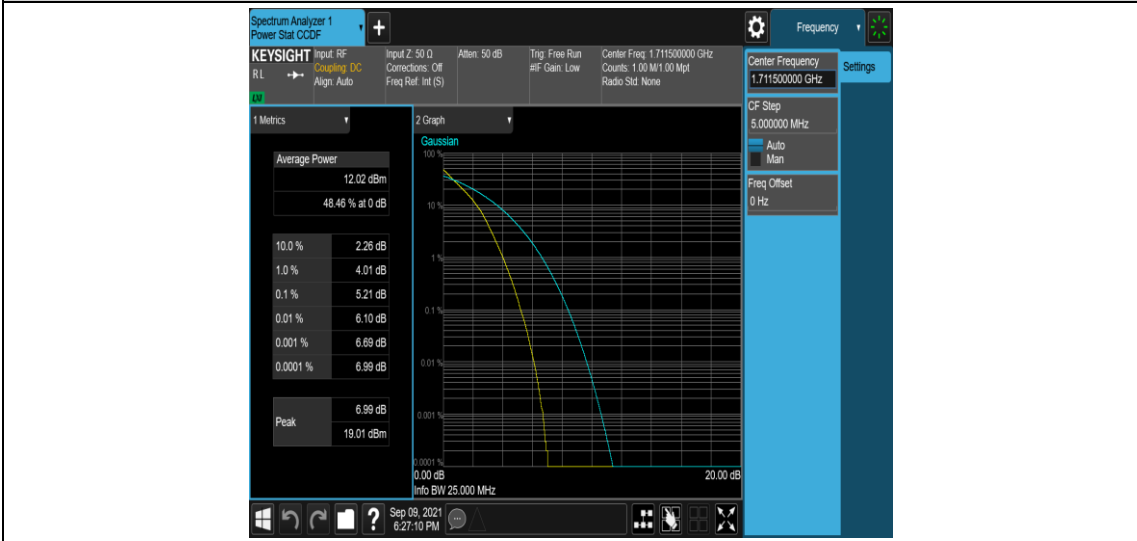 Spectrum Analyzer 1
Power Stat CCDF
+
Frequency
KEYSIGHT
RL
LM
Input: RF
Coupling: DC
Align: Auto
Input Z: 50 Ω
Corrections: Off
Freq Ref: Int (S)
Atten: 50 dB
Trig: Free Run
#IF Gain: Low
Center Freq: 1.711500000 GHz
Counts: 1.00 M/1.00 Mpt
Radio Std: None
Center Frequency
1.711500000 GHz
Settings
CF Step
5.000000 MHz
Auto
Man
Freq Offset
0 Hz
1 Metrics
Average Power
12.02 dBm
48.46 % at 0 dB
10.0 % 2.26 dB
1.0 % 4.01 dB
0.1 % 5.21 dB
0.01 % 6.10 dB
0.001 % 6.69 dB
0.0001 % 6.99 dB
Peak
6.99 dB
19.01 dBm
2 Graph
Gaussian
100 %
10 %
1 %
0.1 %
0.01 %
0.001 %
0.0001 %
0.00 dB 20.00 dB
Info BW 25.000 MHz
?
Sep 09, 2021
6:27:10 PM